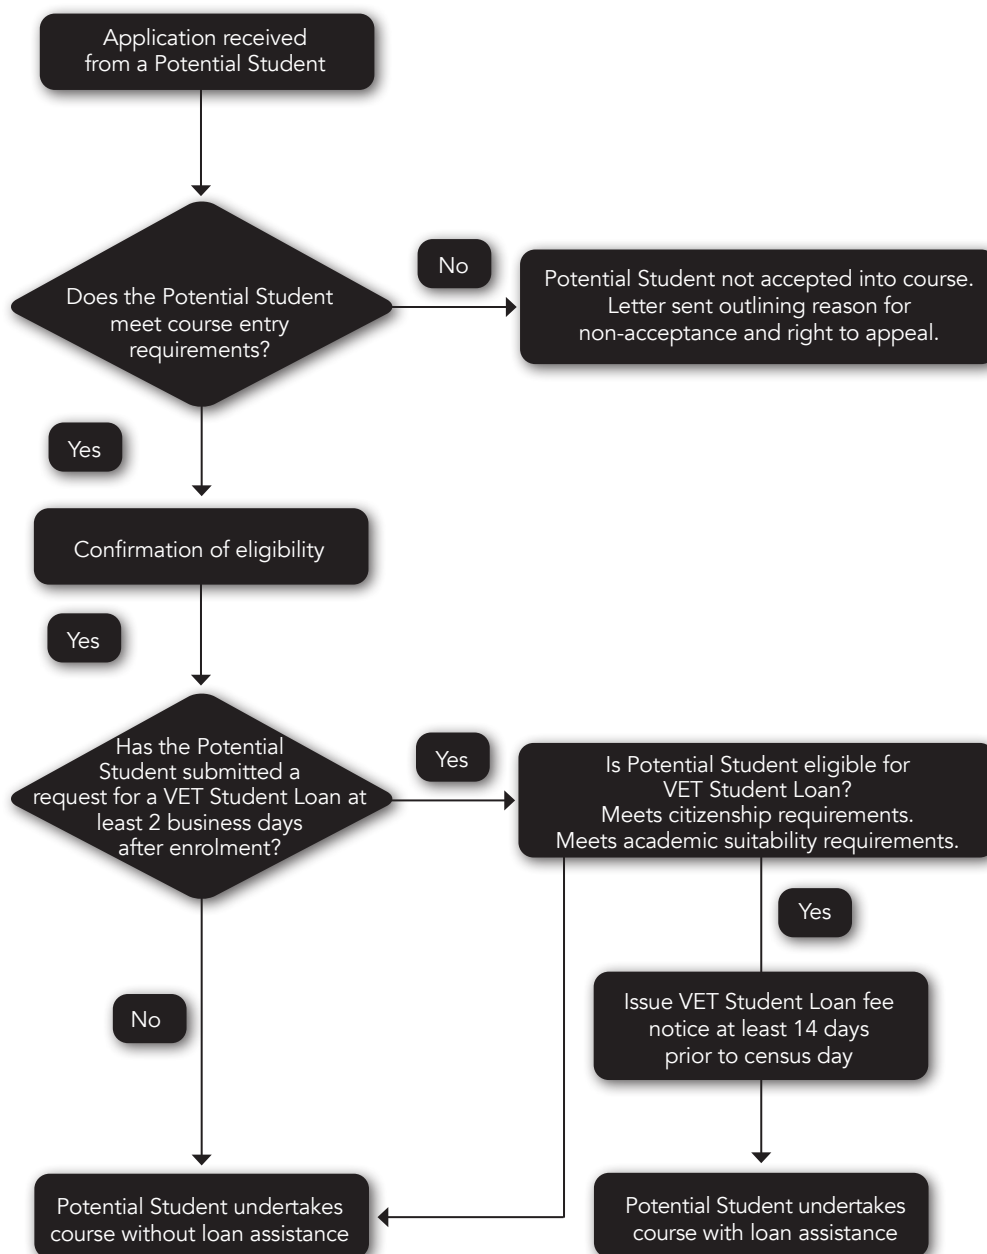 Application received
from a Potential Student
Does the Potential Student
meet course entry
requirements?
No
Potential Student not accepted into course.
Letter sent outlining reason for
non-acceptance and right to appeal.
Yes
Confirmation of eligibility
Yes
Has the Potential
Student submitted a
request for a VET Student Loan at
least 2 business days
after enrolment?
Yes
Is Potential Student eligible for
VET Student Loan?
Meets citizenship requirements.
Meets academic suitability requirements.
Yes
No
Issue VET Student Loan fee
notice at least 14 days
prior to census day
Potential Student undertakes
course without loan assistance
Potential Student undertakes
course with loan assistance